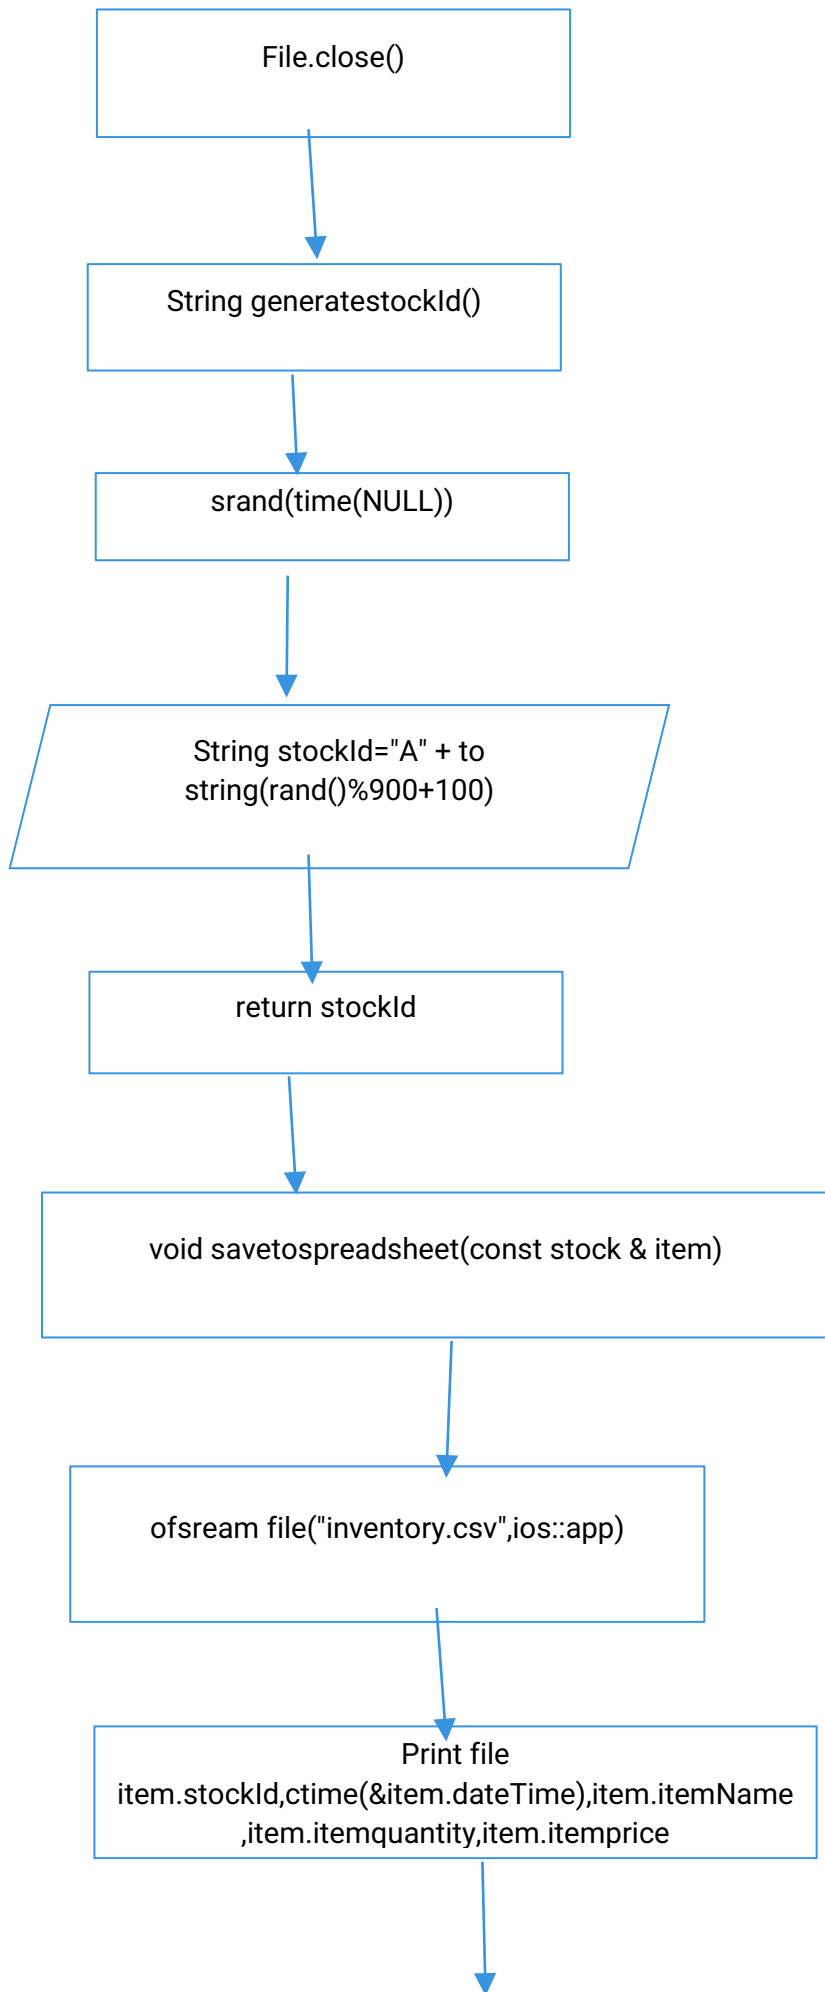 File.close()
String generatestockId()
srand(time(NULL))
String stockId="A" + to
string(rand()%900+100)
return stockId
void savetospreadsheet(const stock & item)
ofsream file("inventory.csv",ios::app)
Print file
item.stockId,ctime(&item.dateTime),item.itemName
,item.itemquantity,item.itemprice